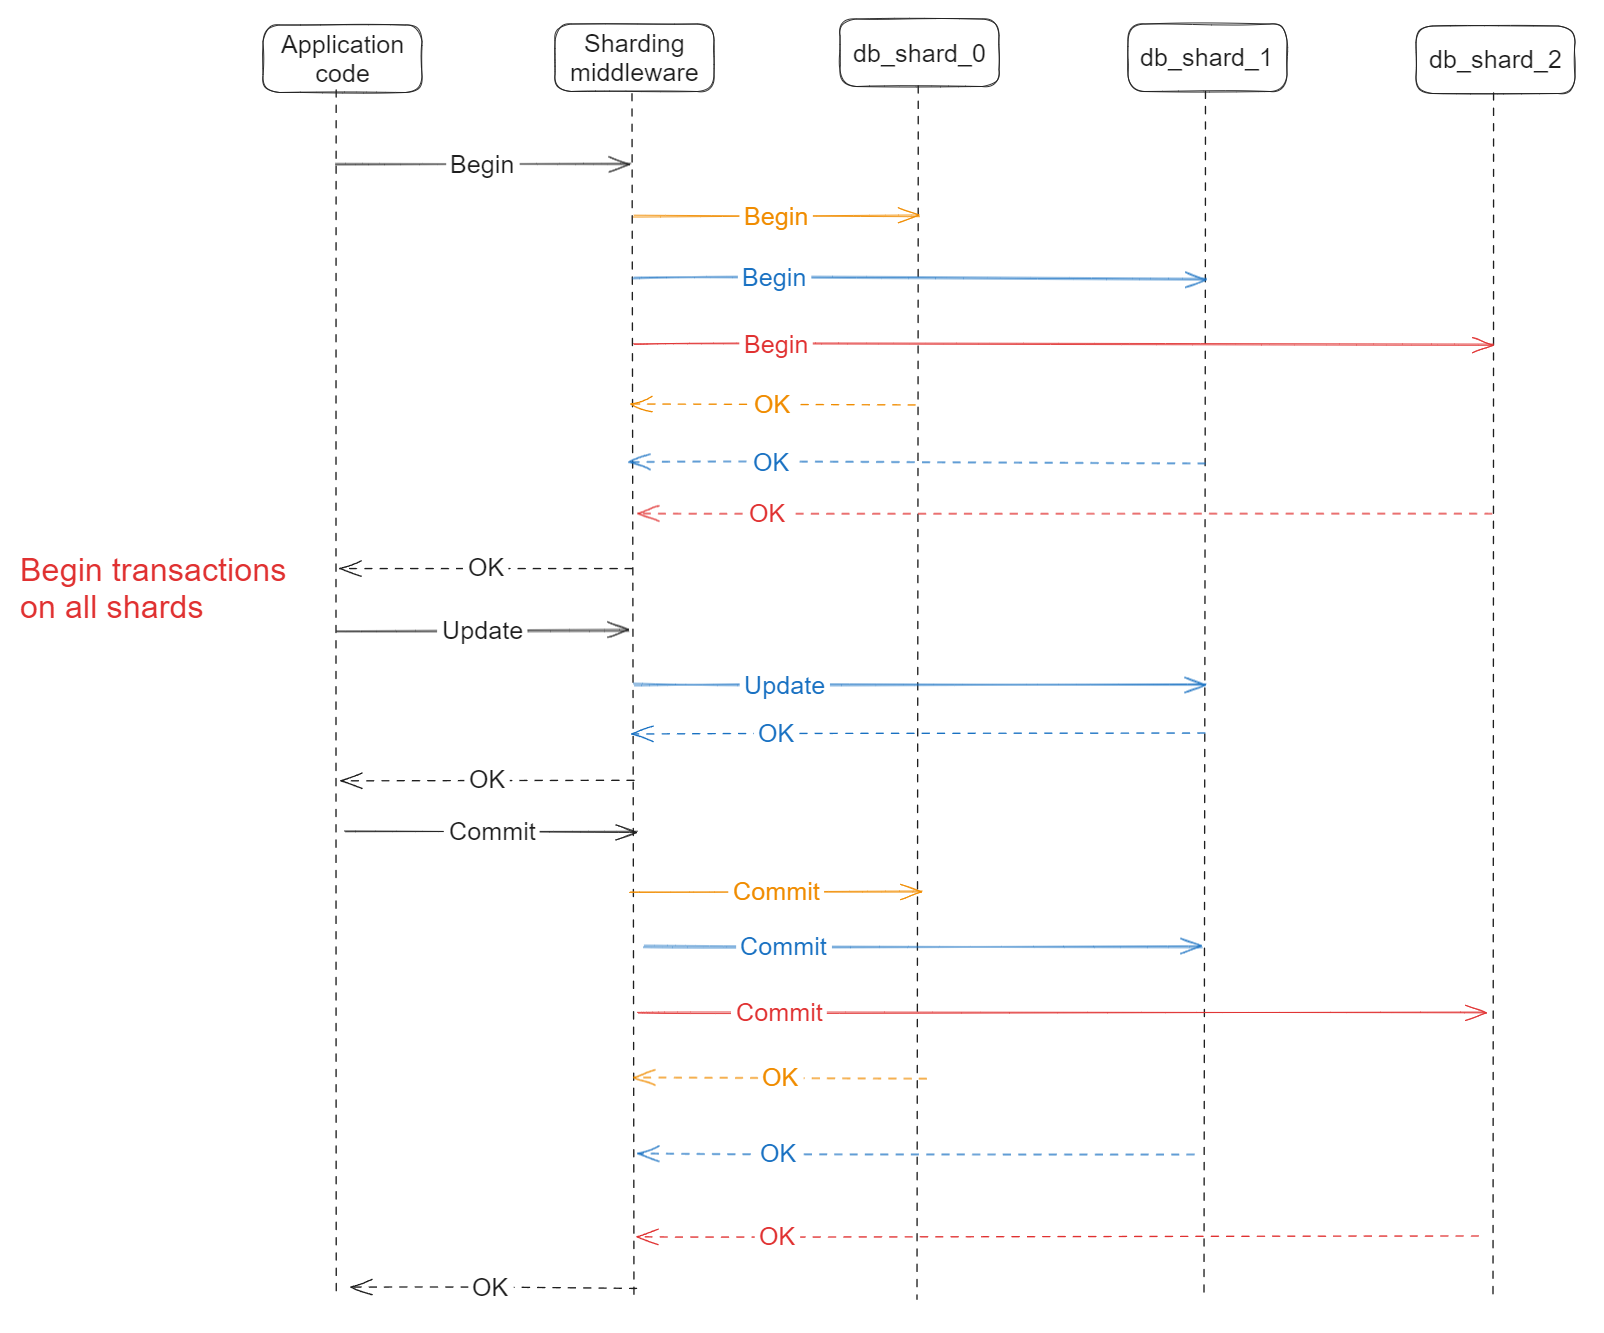 Application
code
Sharding
middleware
db_shard_0
db_shard_1
db_shard_2
Begin
Begin
Begin
Begin
OK
OK
OK
OK
Begin transactions
on all shards
Update
Update
OK
OK
Commit
Commit
Commit
Commit
OK
OK
OK
OK